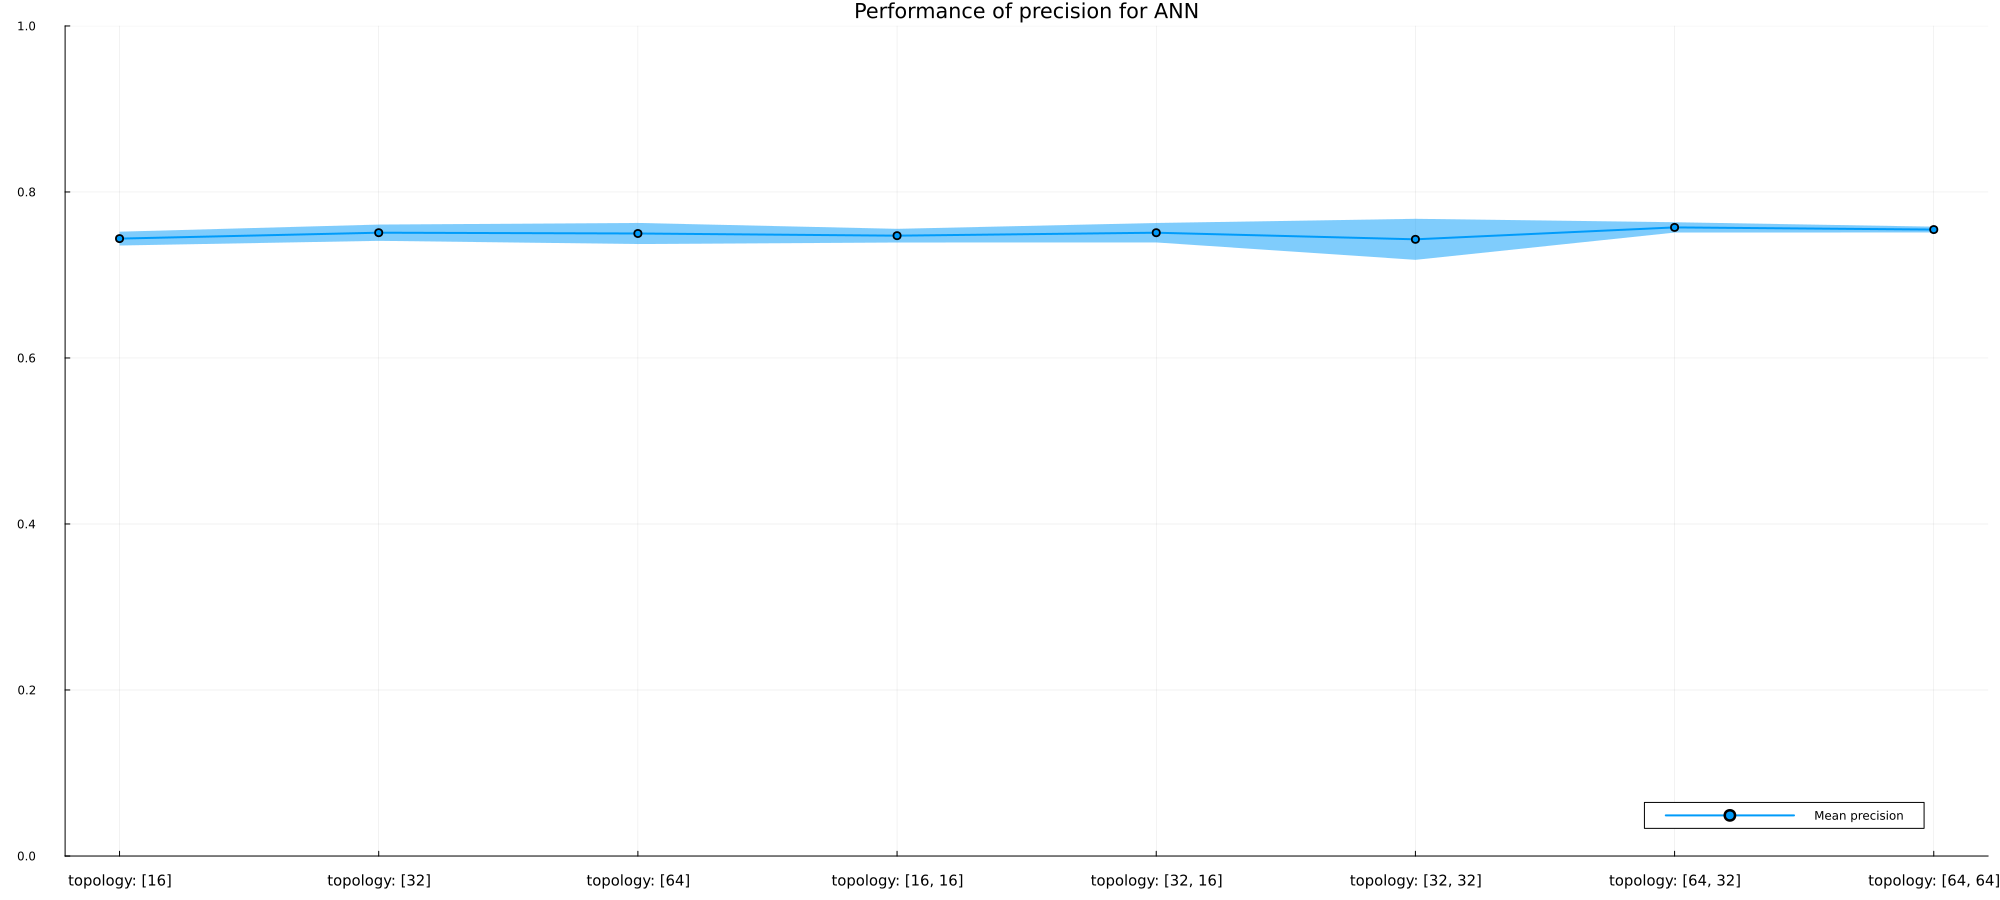 Performance of precision for ANN
1.0
0.8
0.6
0.4
0.2
0.0
Mean precision
topology: [16]
topology: [32]
topology: [64]
topology: [16, 16]
topology: [32, 16]
topology: [32, 32]
topology: [64, 32]
topology: [64, 64]